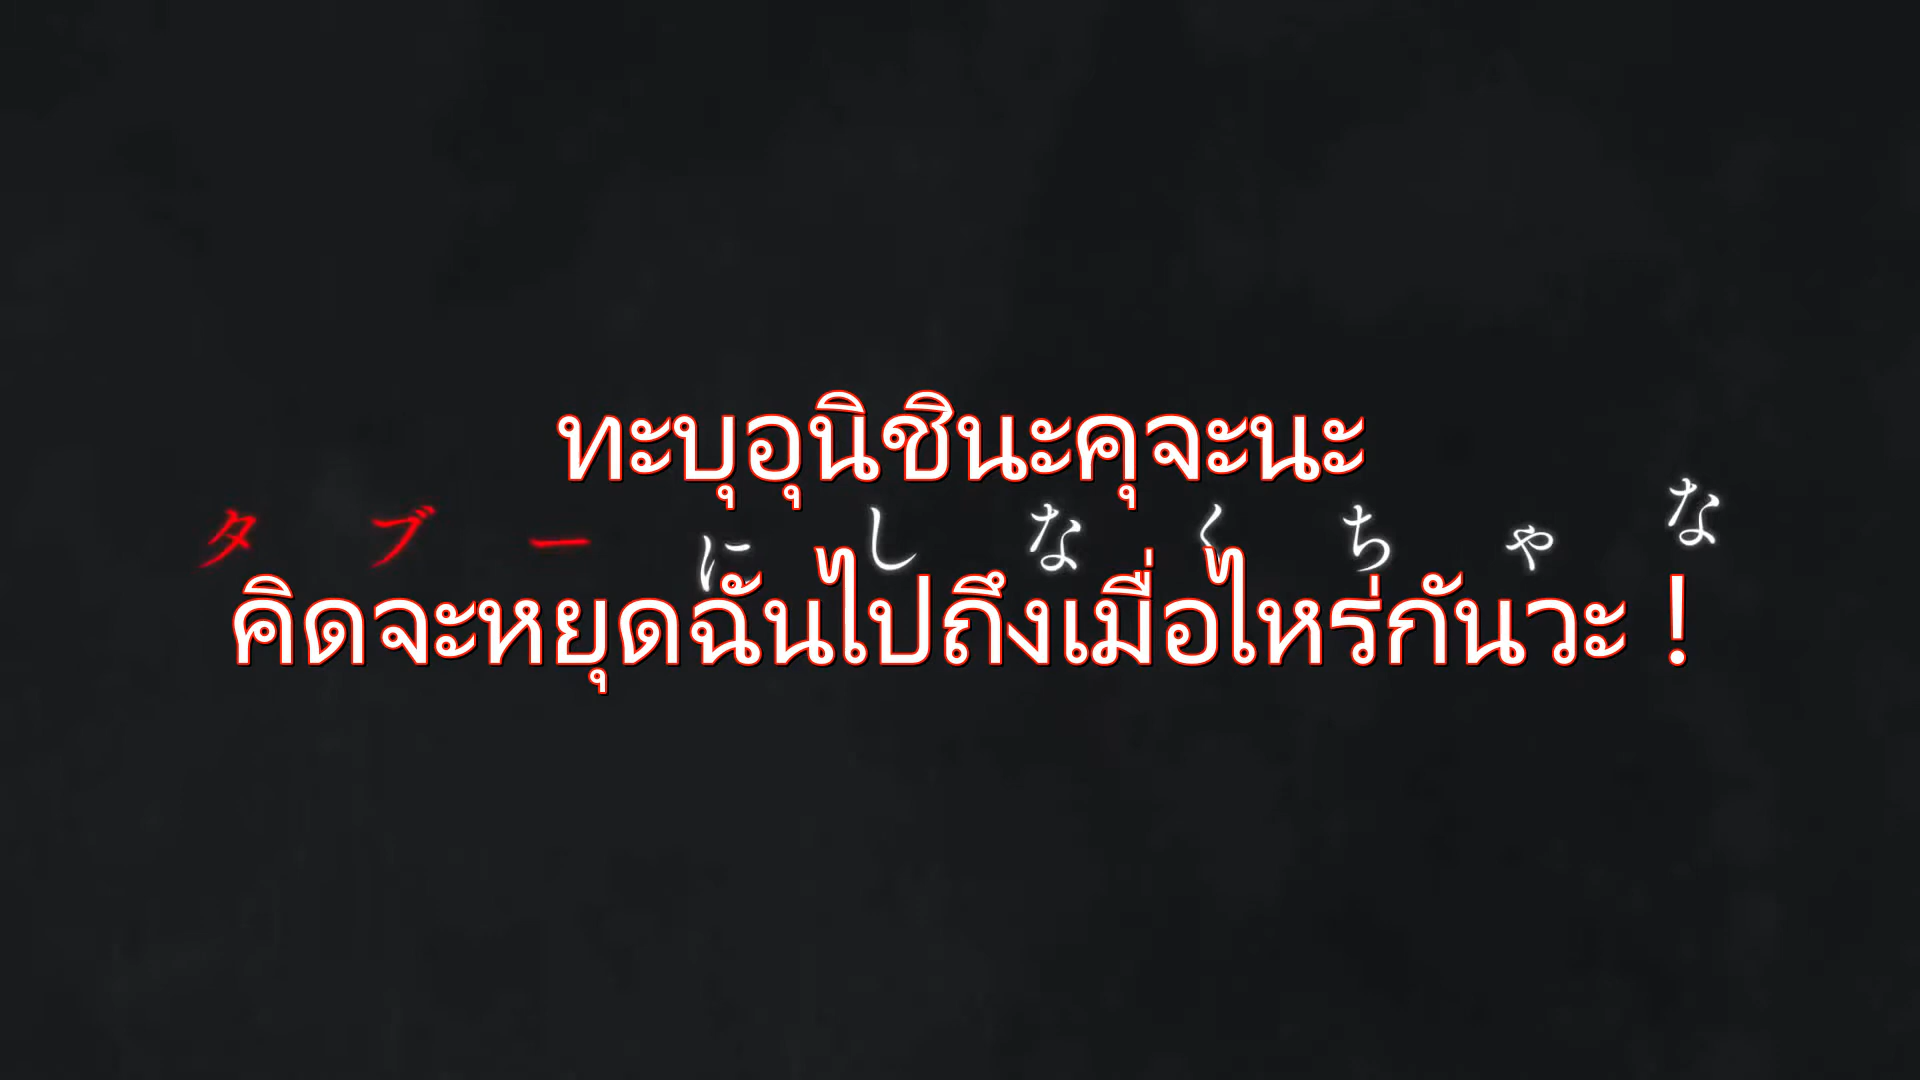 ทะบุอุนิชินะคุจะนะ
タブーにしなくちゃな
คิดจะหยุดฉันไปถึงเมื่อไหร่กันวะ !